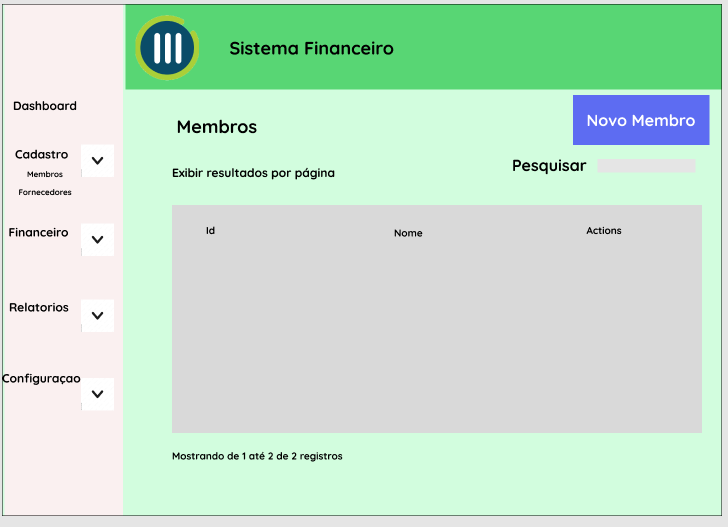 Sistema Financeiro
Dashboard
Cadastro
Membros
Fornecedores
Financeiro
Relatorios
Configuraçao
Membros
Novo Membro
Exibir resultados por página
Pesquisar
Id
Nome
Actions
Mostrando de 1 até 2 de 2 registros